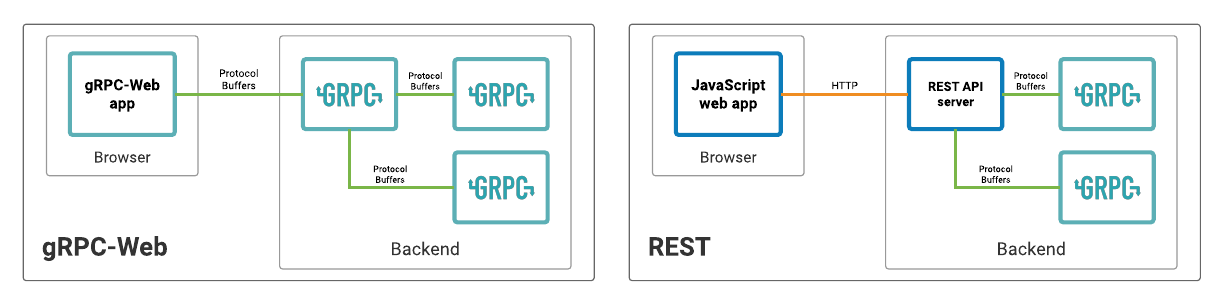 gRPC-Web
app
Browser
Protocol
Buffers
GRPC
Protocol
Buffers
GRPC
Protocol
Buffers
GRPC
gRPC-Web
Backend
JavaScript
web app
Browser
HTTP
REST API
server
Protocol
Buffers
GRPC
Protocol
Buffers
GRPC
REST
Backend